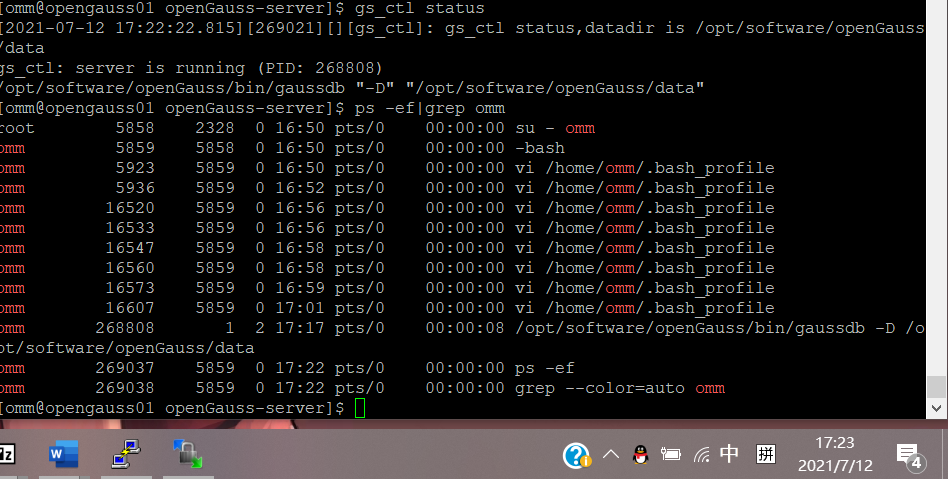 [omm@opengauss01 openGauss-server]$ gs_ctl status
[2021-07-12 17:22:22.815][269021][][gs_ctl]: gs_ctl status,datadir is /opt/software/openGauss
/data
gs_ctl: server is running (PID: 268808)
/opt/software/openGauss/bin/gaussdb "-D" "/opt/software/openGauss/data"
[omm@opengauss01 openGauss-server]$ ps -ef|grep omm
root 5858 2328 0 16:50 pts/0 00:00:00 su - omm
omm 5859 5858 0 16:50 pts/0 00:00:00 -bash
omm 5923 5859 0 16:50 pts/0 00:00:00 vi /home/omm/.bash_profile
omm 5936 5859 0 16:52 pts/0 00:00:00 vi /home/omm/.bash_profile
omm 16520 5859 0 16:56 pts/0 00:00:00 vi /home/omm/.bash_profile
omm 16533 5859 0 16:56 pts/0 00:00:00 vi /home/omm/.bash_profile
omm 16547 5859 0 16:58 pts/0 00:00:00 vi /home/omm/.bash_profile
omm 16560 5859 0 16:58 pts/0 00:00:00 vi /home/omm/.bash_profile
omm 16573 5859 0 16:59 pts/0 00:00:00 vi /home/omm/.bash_profile
omm 16607 5859 0 17:01 pts/0 00:00:00 vi /home/omm/.bash_profile
omm 268808 1 2 17:17 pts/0 00:00:08 /opt/software/openGauss/bin/gaussdb -D /o
pt/software/openGauss/data
omm 269037 5859 0 17:22 pts/0 00:00:00 ps -ef
omm 269038 5859 0 17:22 pts/0 00:00:00 grep --color=auto omm
[omm@opengauss01 openGauss-server]$
W 中 拼 17:23 4
2021/7/12